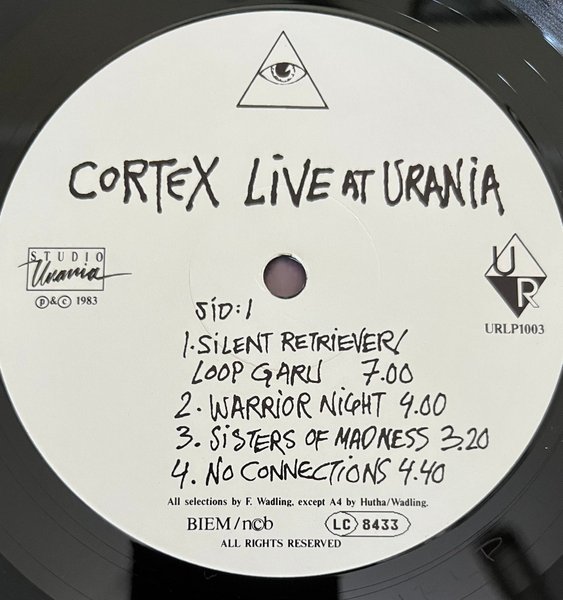 CORTEX LiVE AT URANiA
STUDIO
Urania
℗&© 1983
U
R
URLP1003
SiD:1
1. SILENT RETRIEVER/
LOOP GARU 7.00
2. WARRIOR NIGHT 4.00
3. SISTERS OF MADNESS 3.20
4. NO CONNECTIONS 4.40
All selections by F. Wadling, except A4 by Hutha/Wadling.
BIEM/n©b LC 8433
ALL RIGHTS RESERVED